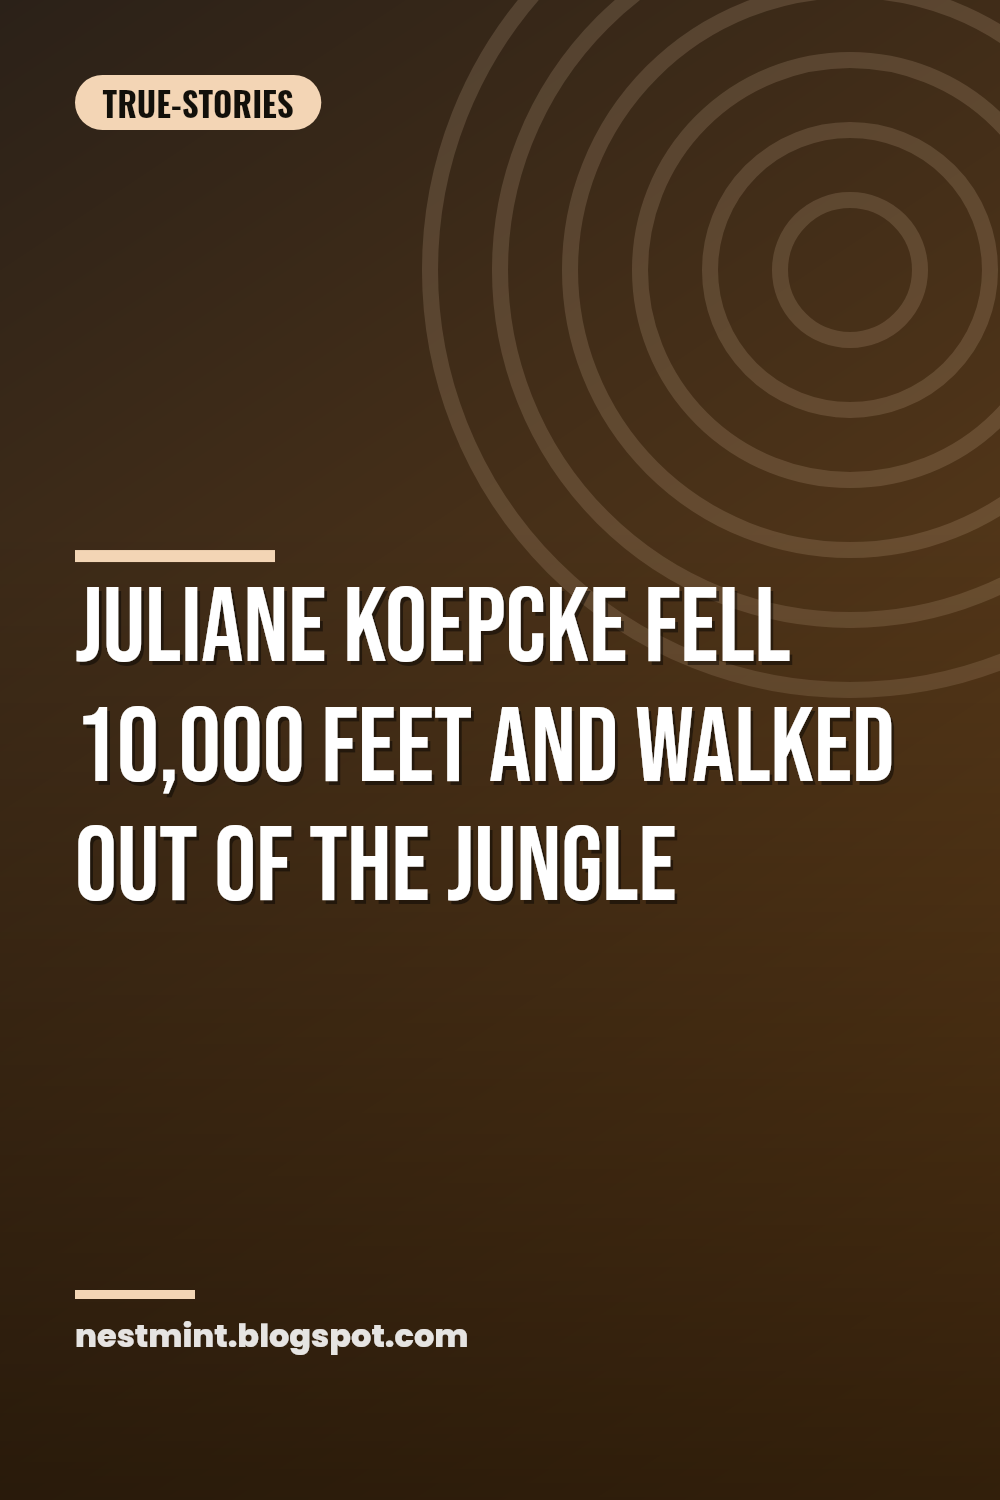 TRUE-STORIES
JULIANE KOEPCKE FELL
10,000 FEET AND WALKED
OUT OF THE JUNGLE
nestmint.blogspot.com